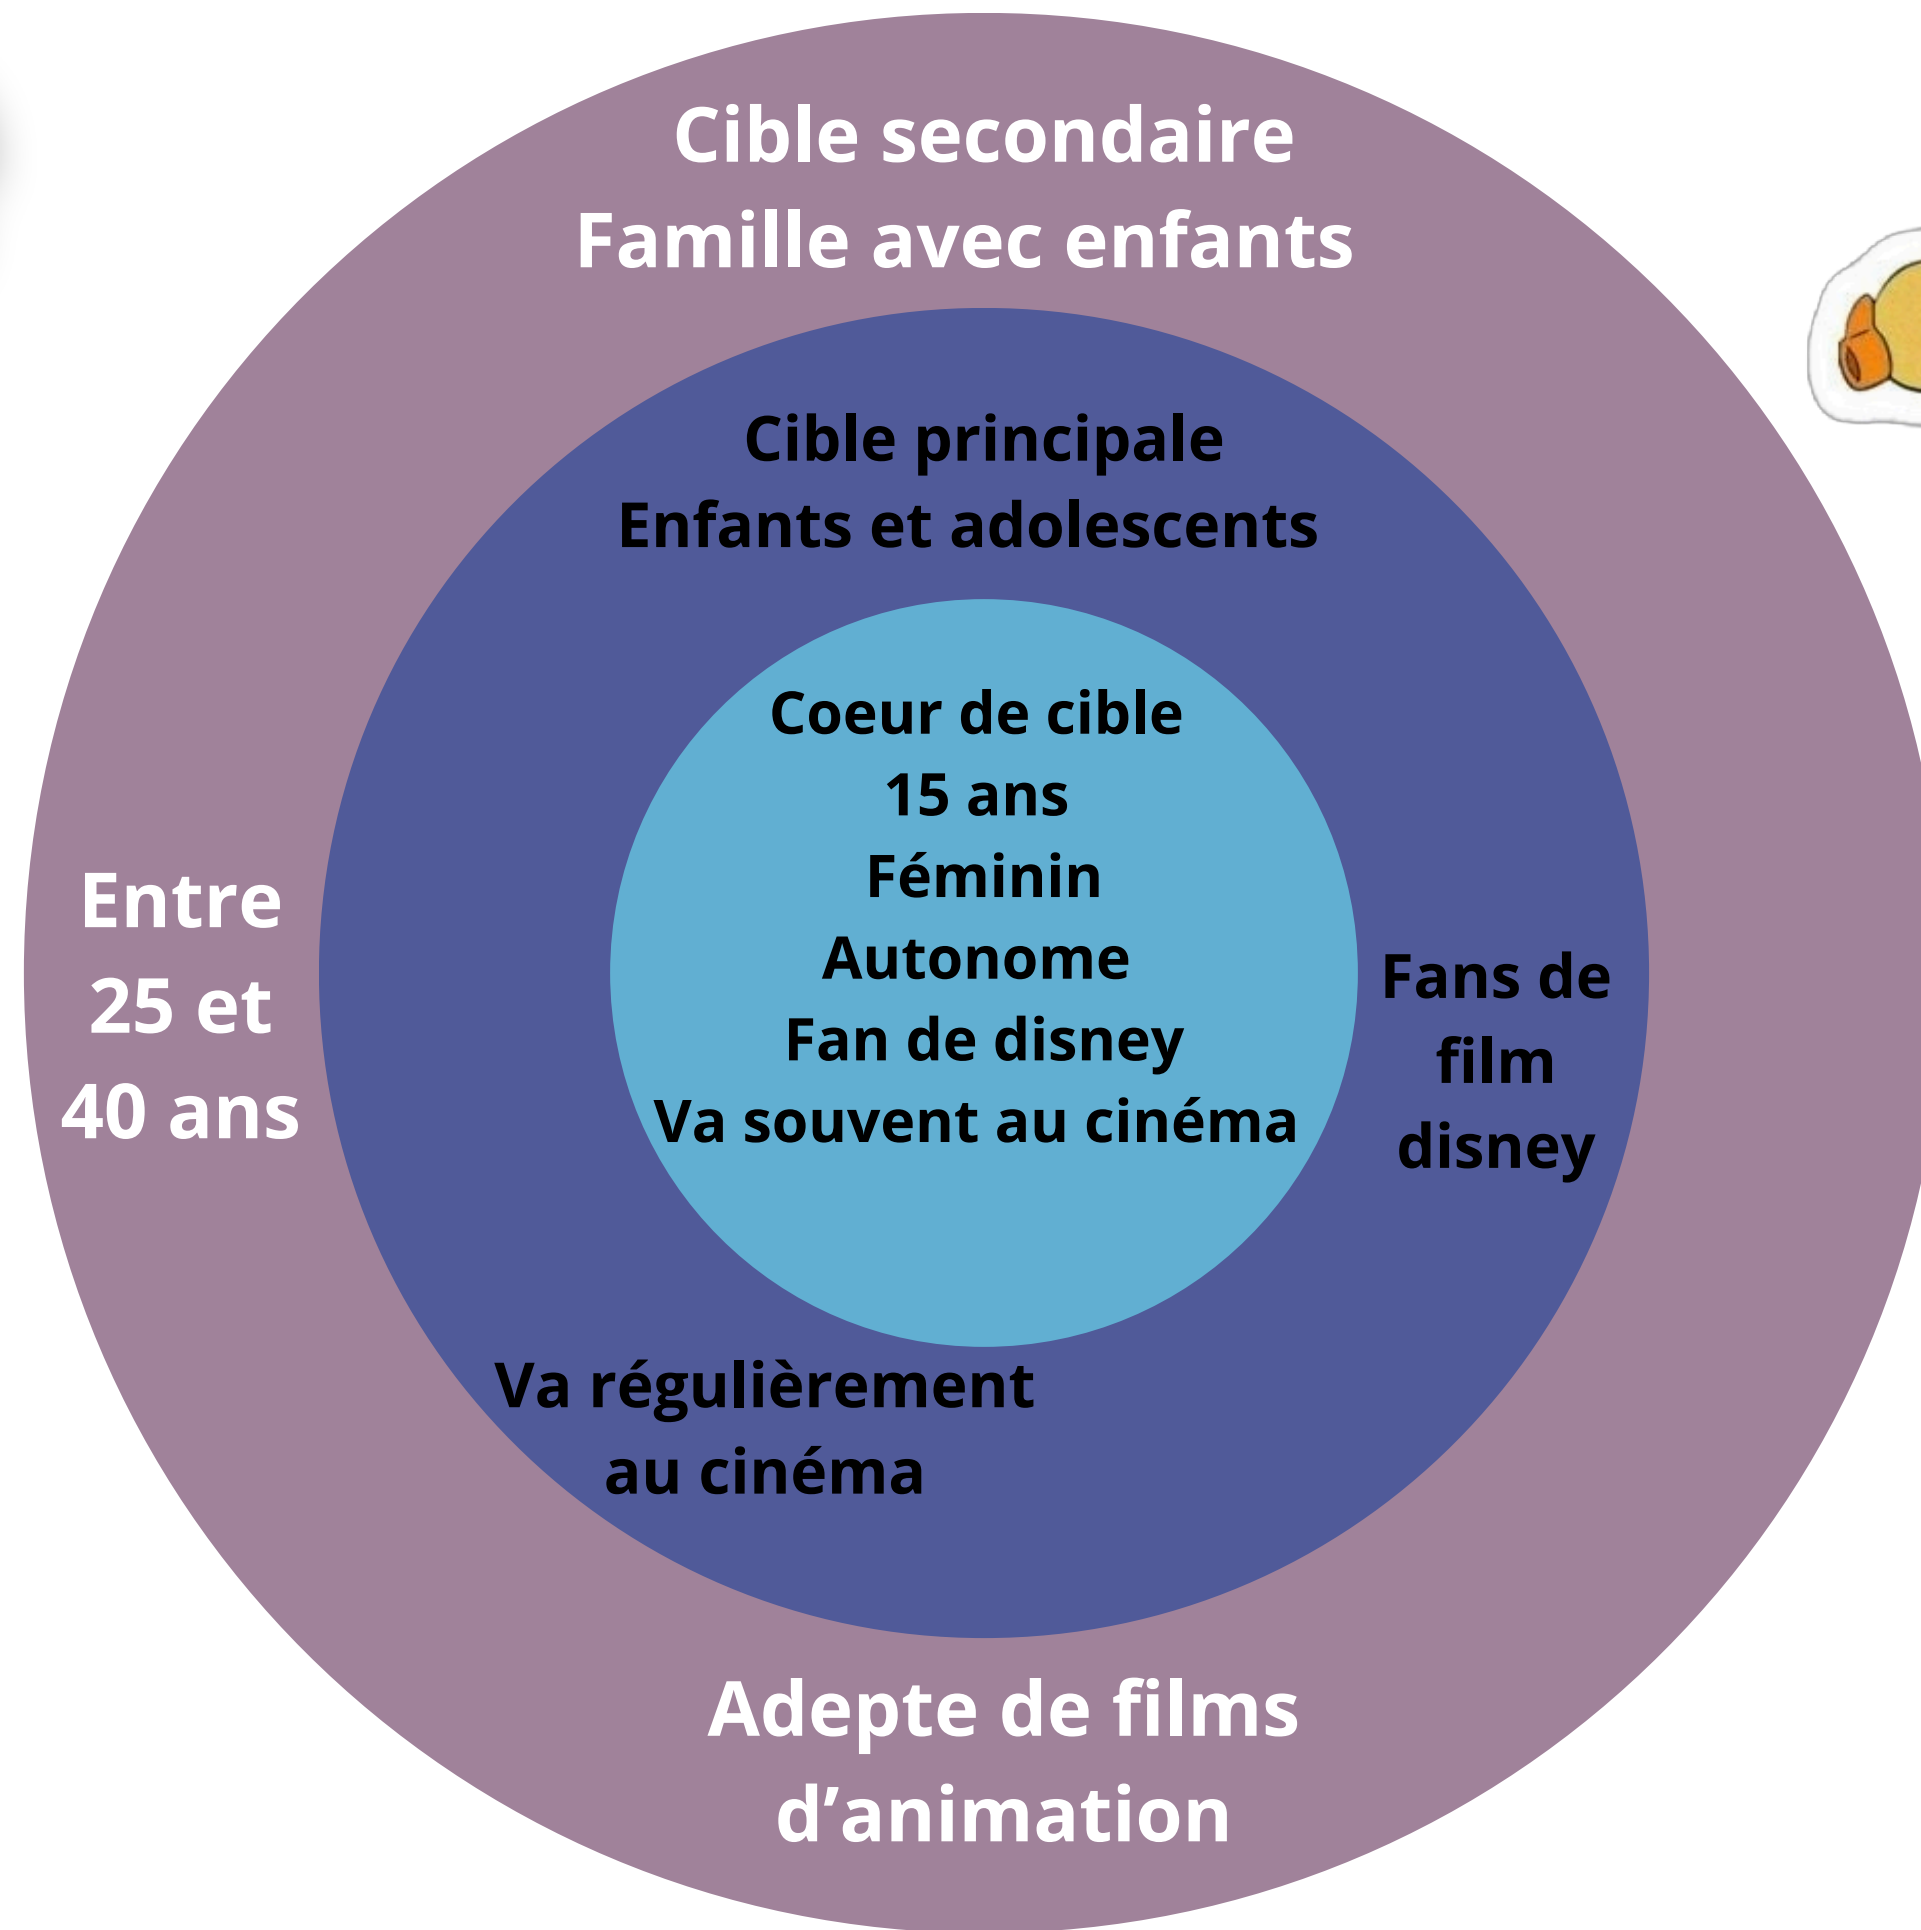 Cible secondaire
Famille avec enfants
Cible principale
Enfants et adolescents
Coeur de cible
15 ans
Féminin
Autonome
Fan de disney
Va souvent au cinéma
Entre
25 et
40 ans
Fans de
film
disney
Va régulièrement
au cinéma
Adepte de films
d’animation